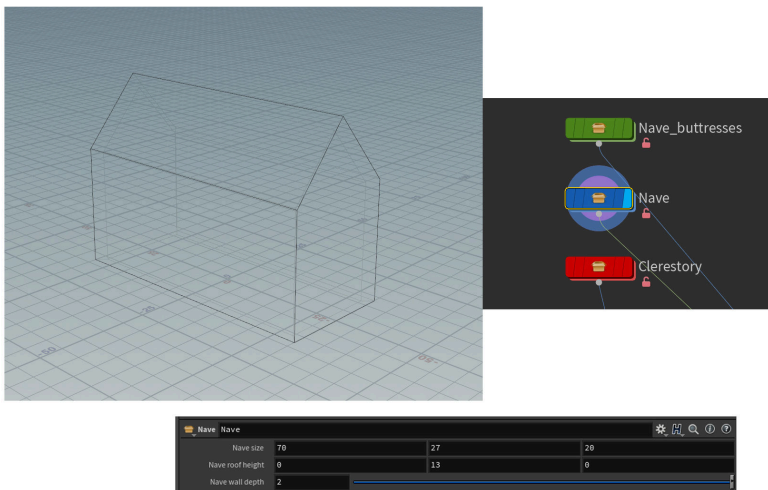 Nave_buttresses
Nave
Clerestory
Nave Nave
Nave size 70 27 20
Nave roof height 0 13 0
Nave wall depth 2